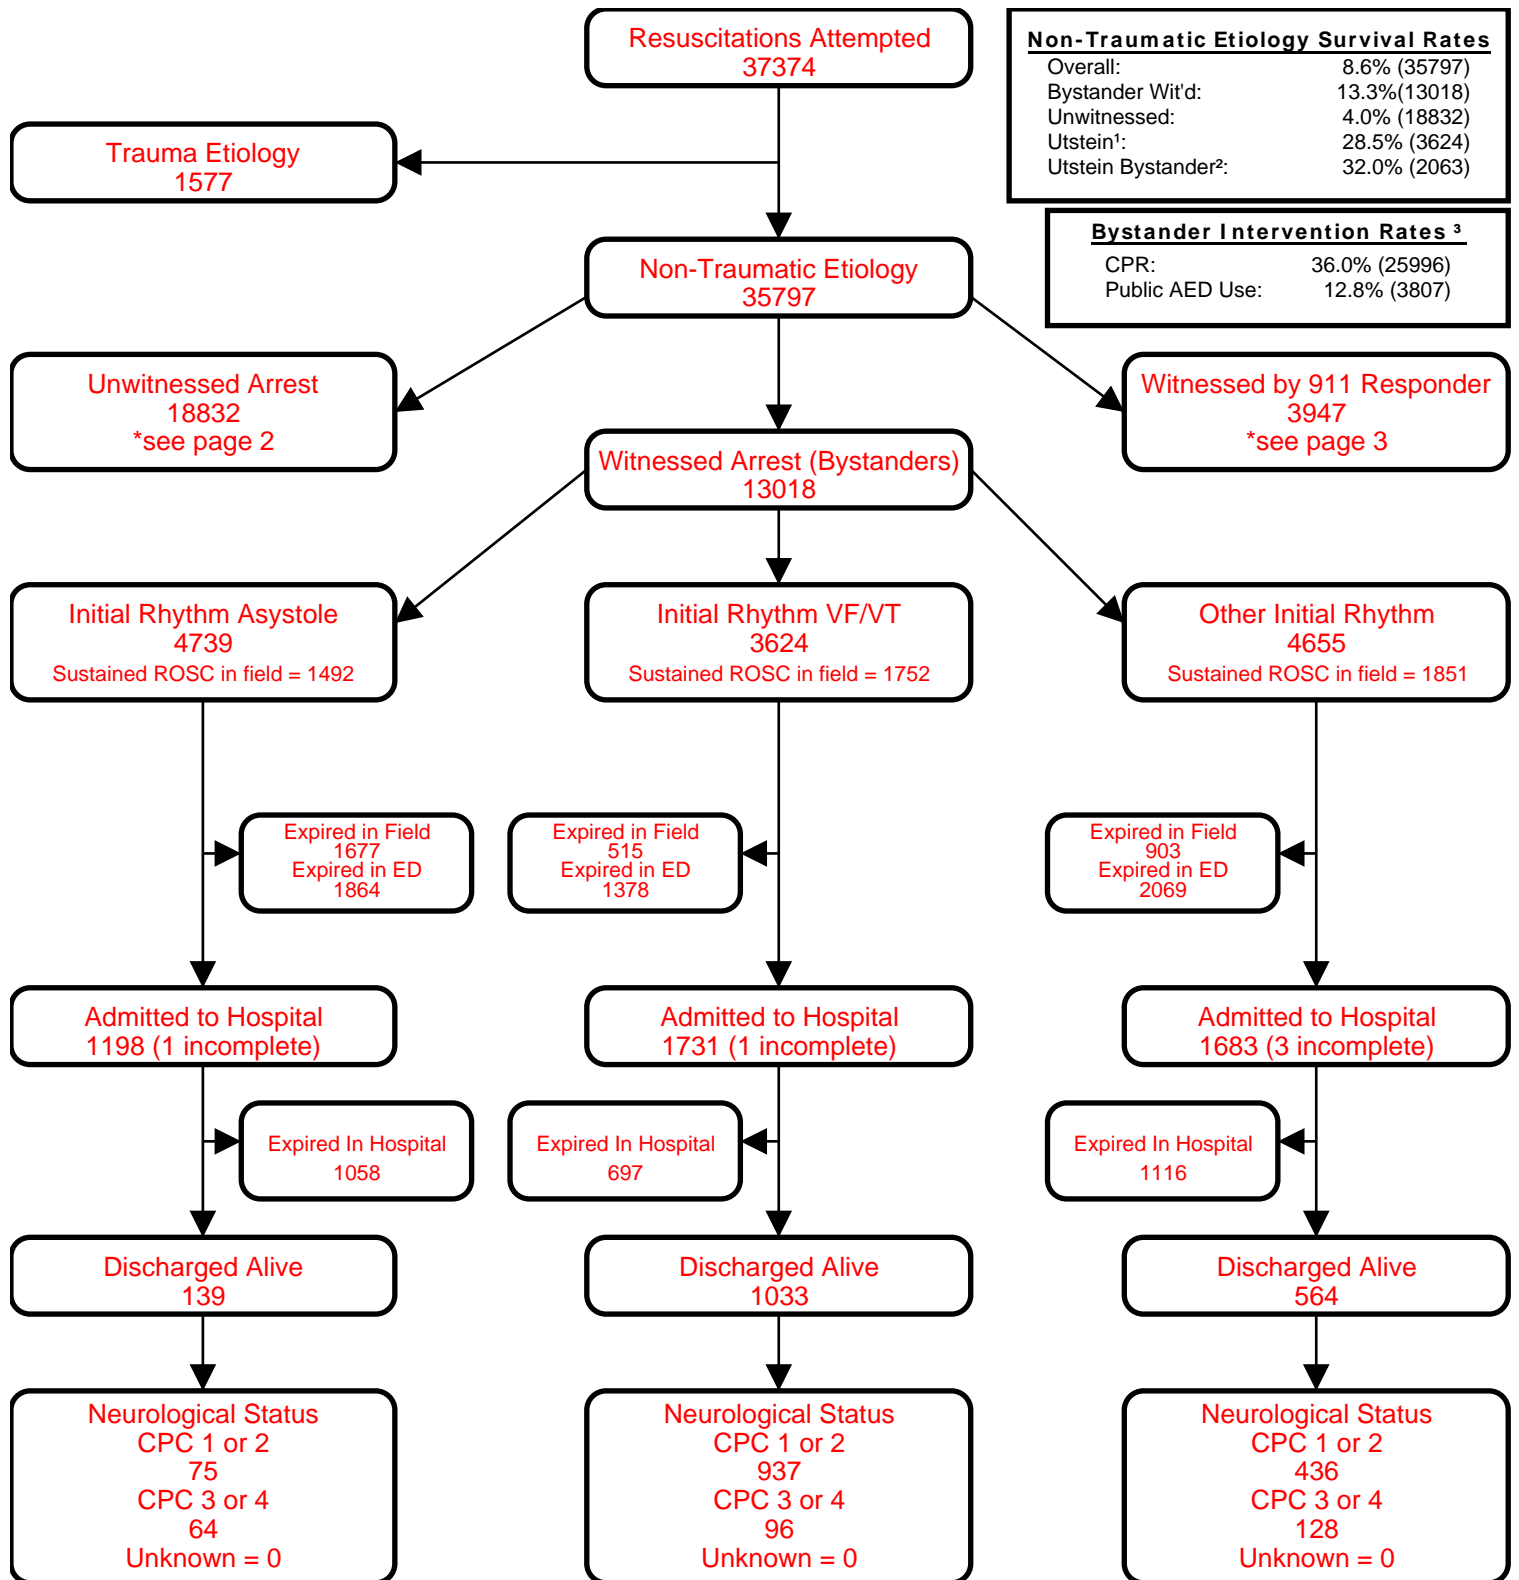 Resuscitations Attempted
37374
Non-Traumatic Etiology Survival Rates
Overall: 8.6% (35797)
Bystander Wit'd: 13.3%(13018)
Unwitnessed: 4.0% (18832)
Utstein¹: 28.5% (3624)
Utstein Bystander²: 32.0% (2063)
Trauma Etiology
1577
Bystander Intervention Rates ³
CPR: 36.0% (25996)
Public AED Use: 12.8% (3807)
Non-Traumatic Etiology
35797
Unwitnessed Arrest
18832
*see page 2
Witnessed by 911 Responder
3947
*see page 3
Witnessed Arrest (Bystanders)
13018
Initial Rhythm Asystole
4739
Sustained ROSC in field = 1492
Initial Rhythm VF/VT
3624
Sustained ROSC in field = 1752
Other Initial Rhythm
4655
Sustained ROSC in field = 1851
Expired in Field
1677
Expired in ED
1864
Expired in Field
515
Expired in ED
1378
Expired in Field
903
Expired in ED
2069
Admitted to Hospital
1198 (1 incomplete)
Admitted to Hospital
1731 (1 incomplete)
Admitted to Hospital
1683 (3 incomplete)
Expired In Hospital
1058
Expired In Hospital
697
Expired In Hospital
1116
Discharged Alive
139
Discharged Alive
1033
Discharged Alive
564
Neurological Status
CPC 1 or 2
75
CPC 3 or 4
64
Unknown = 0
Neurological Status
CPC 1 or 2
937
CPC 3 or 4
96
Unknown = 0
Neurological Status
CPC 1 or 2
436
CPC 3 or 4
128
Unknown = 0